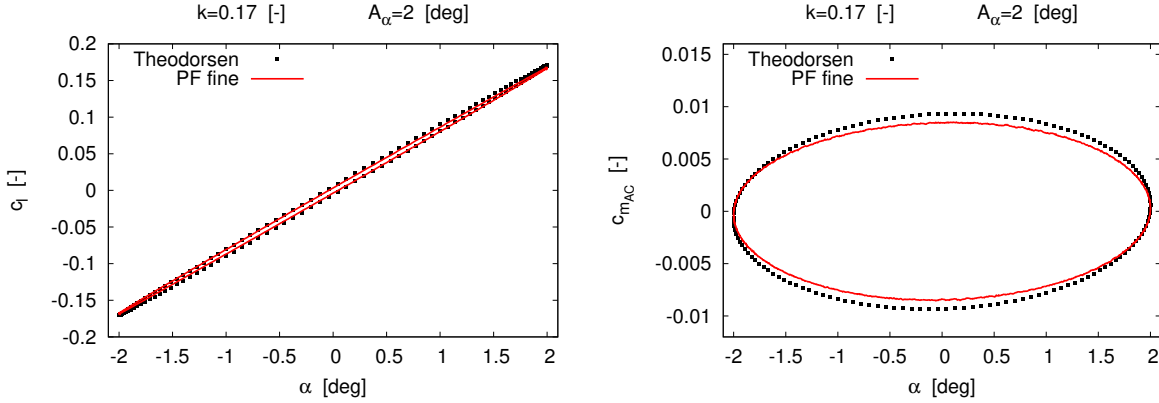 k=0.17 [-] A_α=2 [deg]
Theodorsen
PF fine
0.2
0.15
0.1
0.05
0
-0.05
-0.1
-0.15
-0.2
c_l [-]
-2 -1.5 -1 -0.5 0 0.5 1 1.5 2
α [deg]
k=0.17 [-] A_α=2 [deg]
Theodorsen
PF fine
0.015
0.01
0.005
0
-0.005
-0.01
c_{m_{AC}} [-]
-2 -1.5 -1 -0.5 0 0.5 1 1.5 2
α [deg]